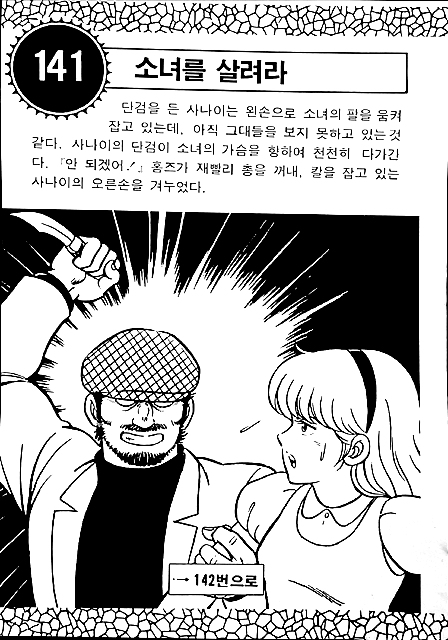 141
소녀를 살려라
단검을 든 사나이는 왼손으로 소녀의 팔을 움켜
잡고 있는데, 아직 그대들을 보지 못하고 있는것
같다. 사나이의 단검이 소녀의 가슴을 향하여 천천히 다가간
다. 『안 되겠어!』 홈즈가 재빨리 총을 꺼내, 칼을 잡고 있는
사나이의 오른손을 겨누었다.
→ 142번으로